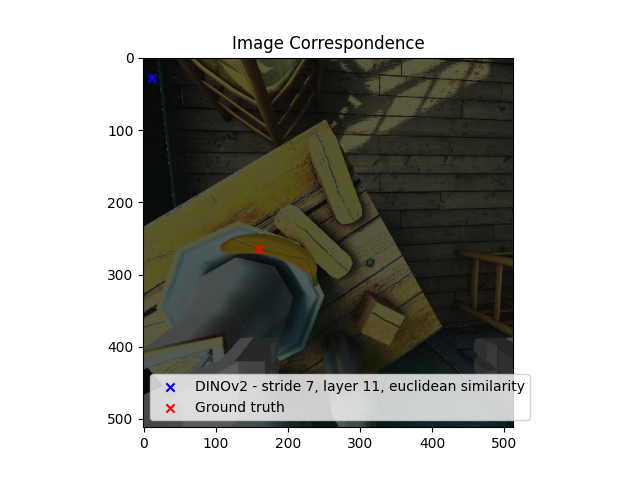 Image Correspondence
0
100
200
300
400
500
0 100 200 300 400 500
DINOv2 - stride 7, layer 11, euclidean similarity
Ground truth